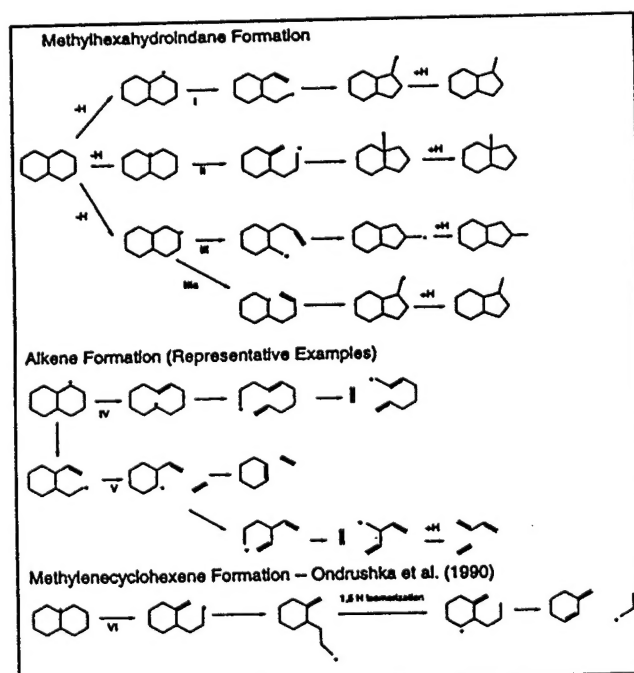 Methylhexahydroindane Formation
-H
I
+H
-H
II
+H
-H
III
+H
IIIa
+H
Alkene Formation (Representative Examples)
IV
V
+H
Methylenecyclohexene Formation – Ondrushka et al. (1990)
VI
1,5 H Isomerization